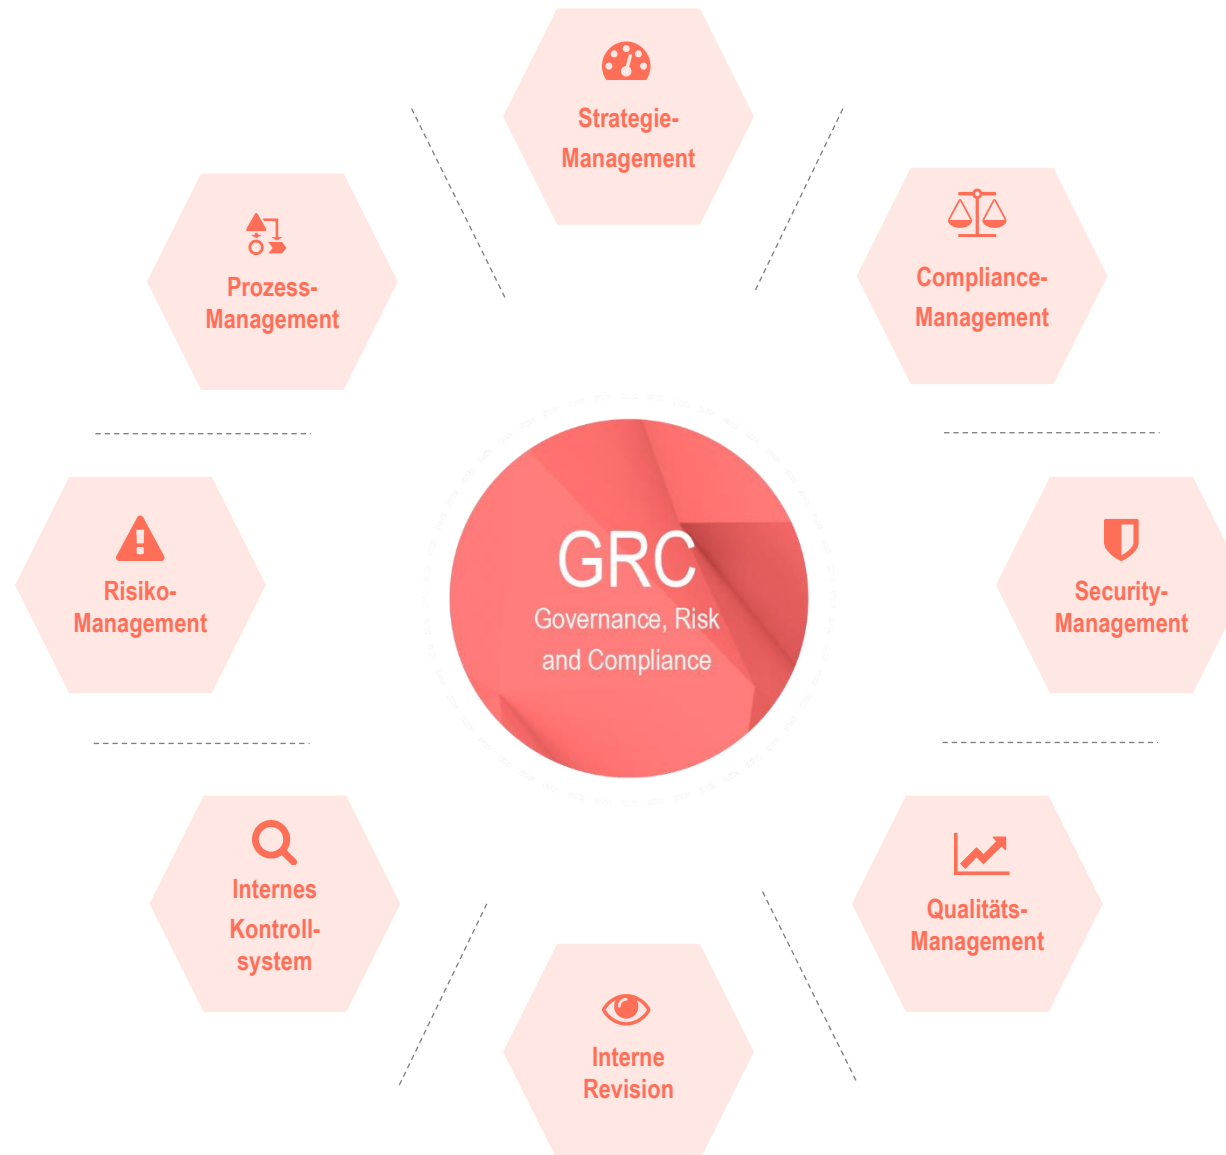 Strategie-
Management
Prozess-
Management
Compliance-
Management
Risiko-
Management
GRC
Governance, Risk
and Compliance
Security-
Management
Internes
Kontroll-
system
Qualitäts-
Management
Interne
Revision